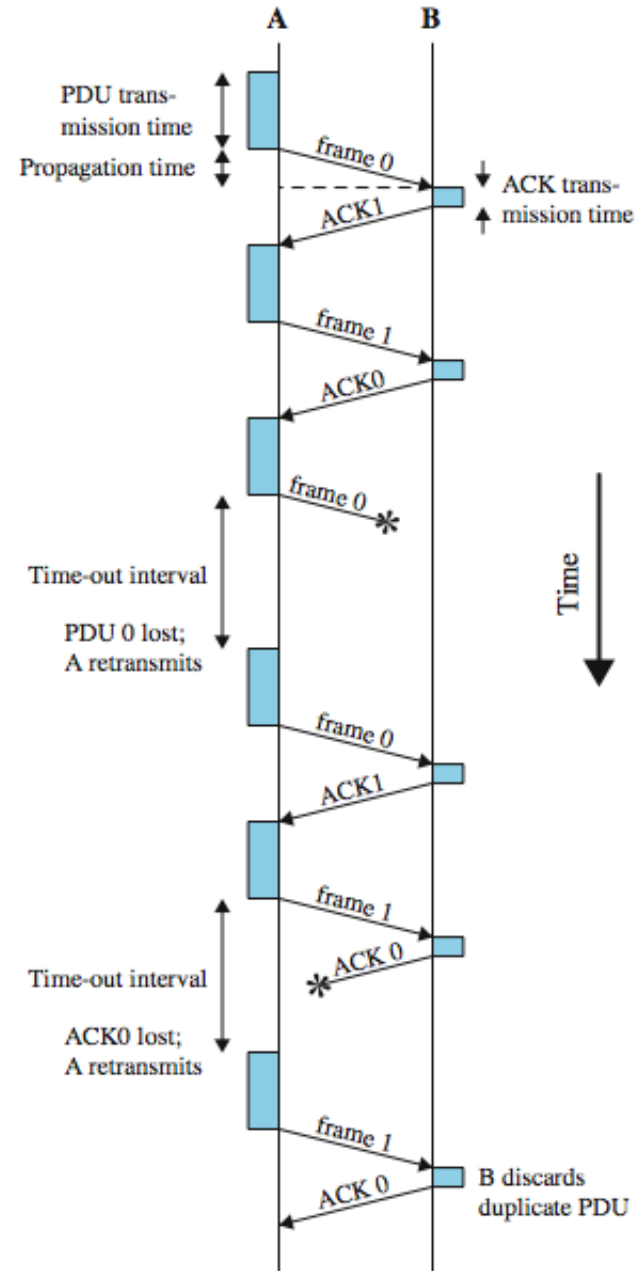 A
B
PDU trans-
mission time
Propagation time
frame 0
ACK trans-
mission time
ACK1
frame 1
ACK0
frame 0
Time-out interval
PDU 0 lost;
A retransmits
Time
frame 0
ACK1
frame 1
ACK 0
Time-out interval
ACK0 lost;
A retransmits
frame 1
ACK 0
B discards
duplicate PDU